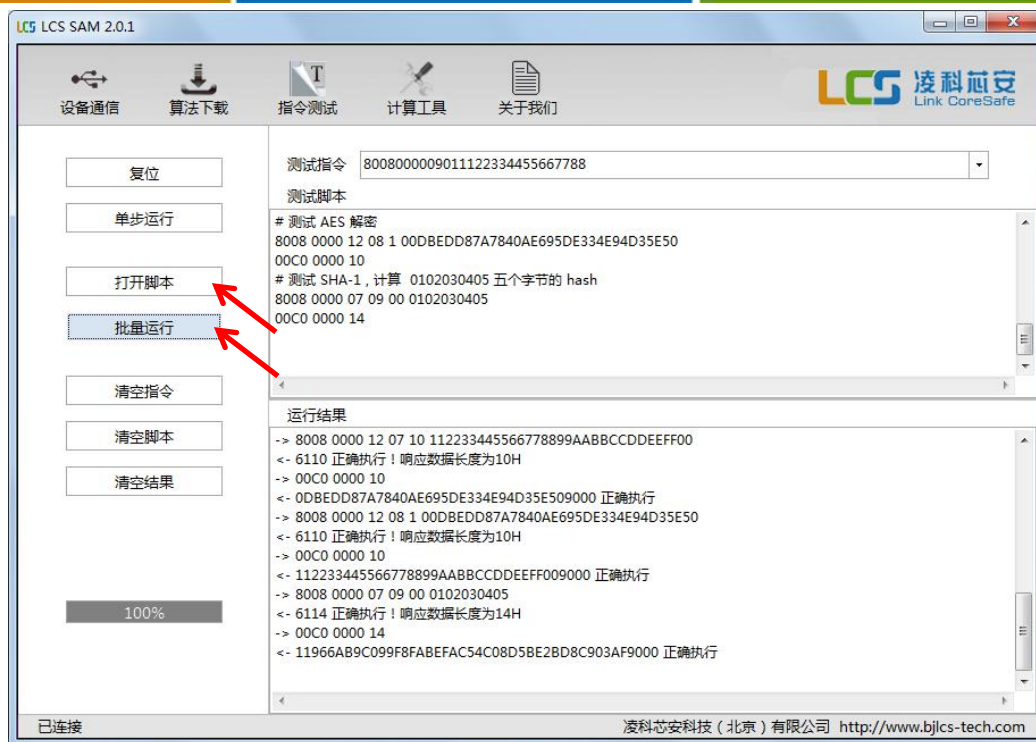 LCS LCS SAM 2.0.1
设备通信 算法下载 指令测试 计算工具 关于我们
LCS 凌科芯安
Link CoreSafe
复位
单步运行
打开脚本
批量运行
清空指令
清空脚本
清空结果
100%
测试指令 8008000009011122334455667788
测试脚本
# 测试 AES 解密
8008 0000 12 08 1 00DBEDD87A7840AE695DE334E94D35E50
00C0 0000 10
# 测试 SHA-1 , 计算 0102030405 五个字节的 hash
8008 0000 07 09 00 0102030405
00C0 0000 14
运行结果
-> 8008 0000 12 07 10 112233445566778899AABBCCDDEEFF00
<- 6110 正确执行！响应数据长度为10H
-> 00C0 0000 10
<- 0DBEDD87A7840AE695DE334E94D35E509000 正确执行
-> 8008 0000 12 08 1 00DBEDD87A7840AE695DE334E94D35E50
<- 6110 正确执行！响应数据长度为10H
-> 00C0 0000 10
<- 112233445566778899AABBCCDDEEFF009000 正确执行
-> 8008 0000 07 09 00 0102030405
<- 6114 正确执行！响应数据长度为14H
-> 00C0 0000 14
<- 11966AB9C099F8FABEFAC54C08D5BE2BD8C903AF9000 正确执行
已连接 凌科芯安科技（北京）有限公司 http://www.bjlcs-tech.com